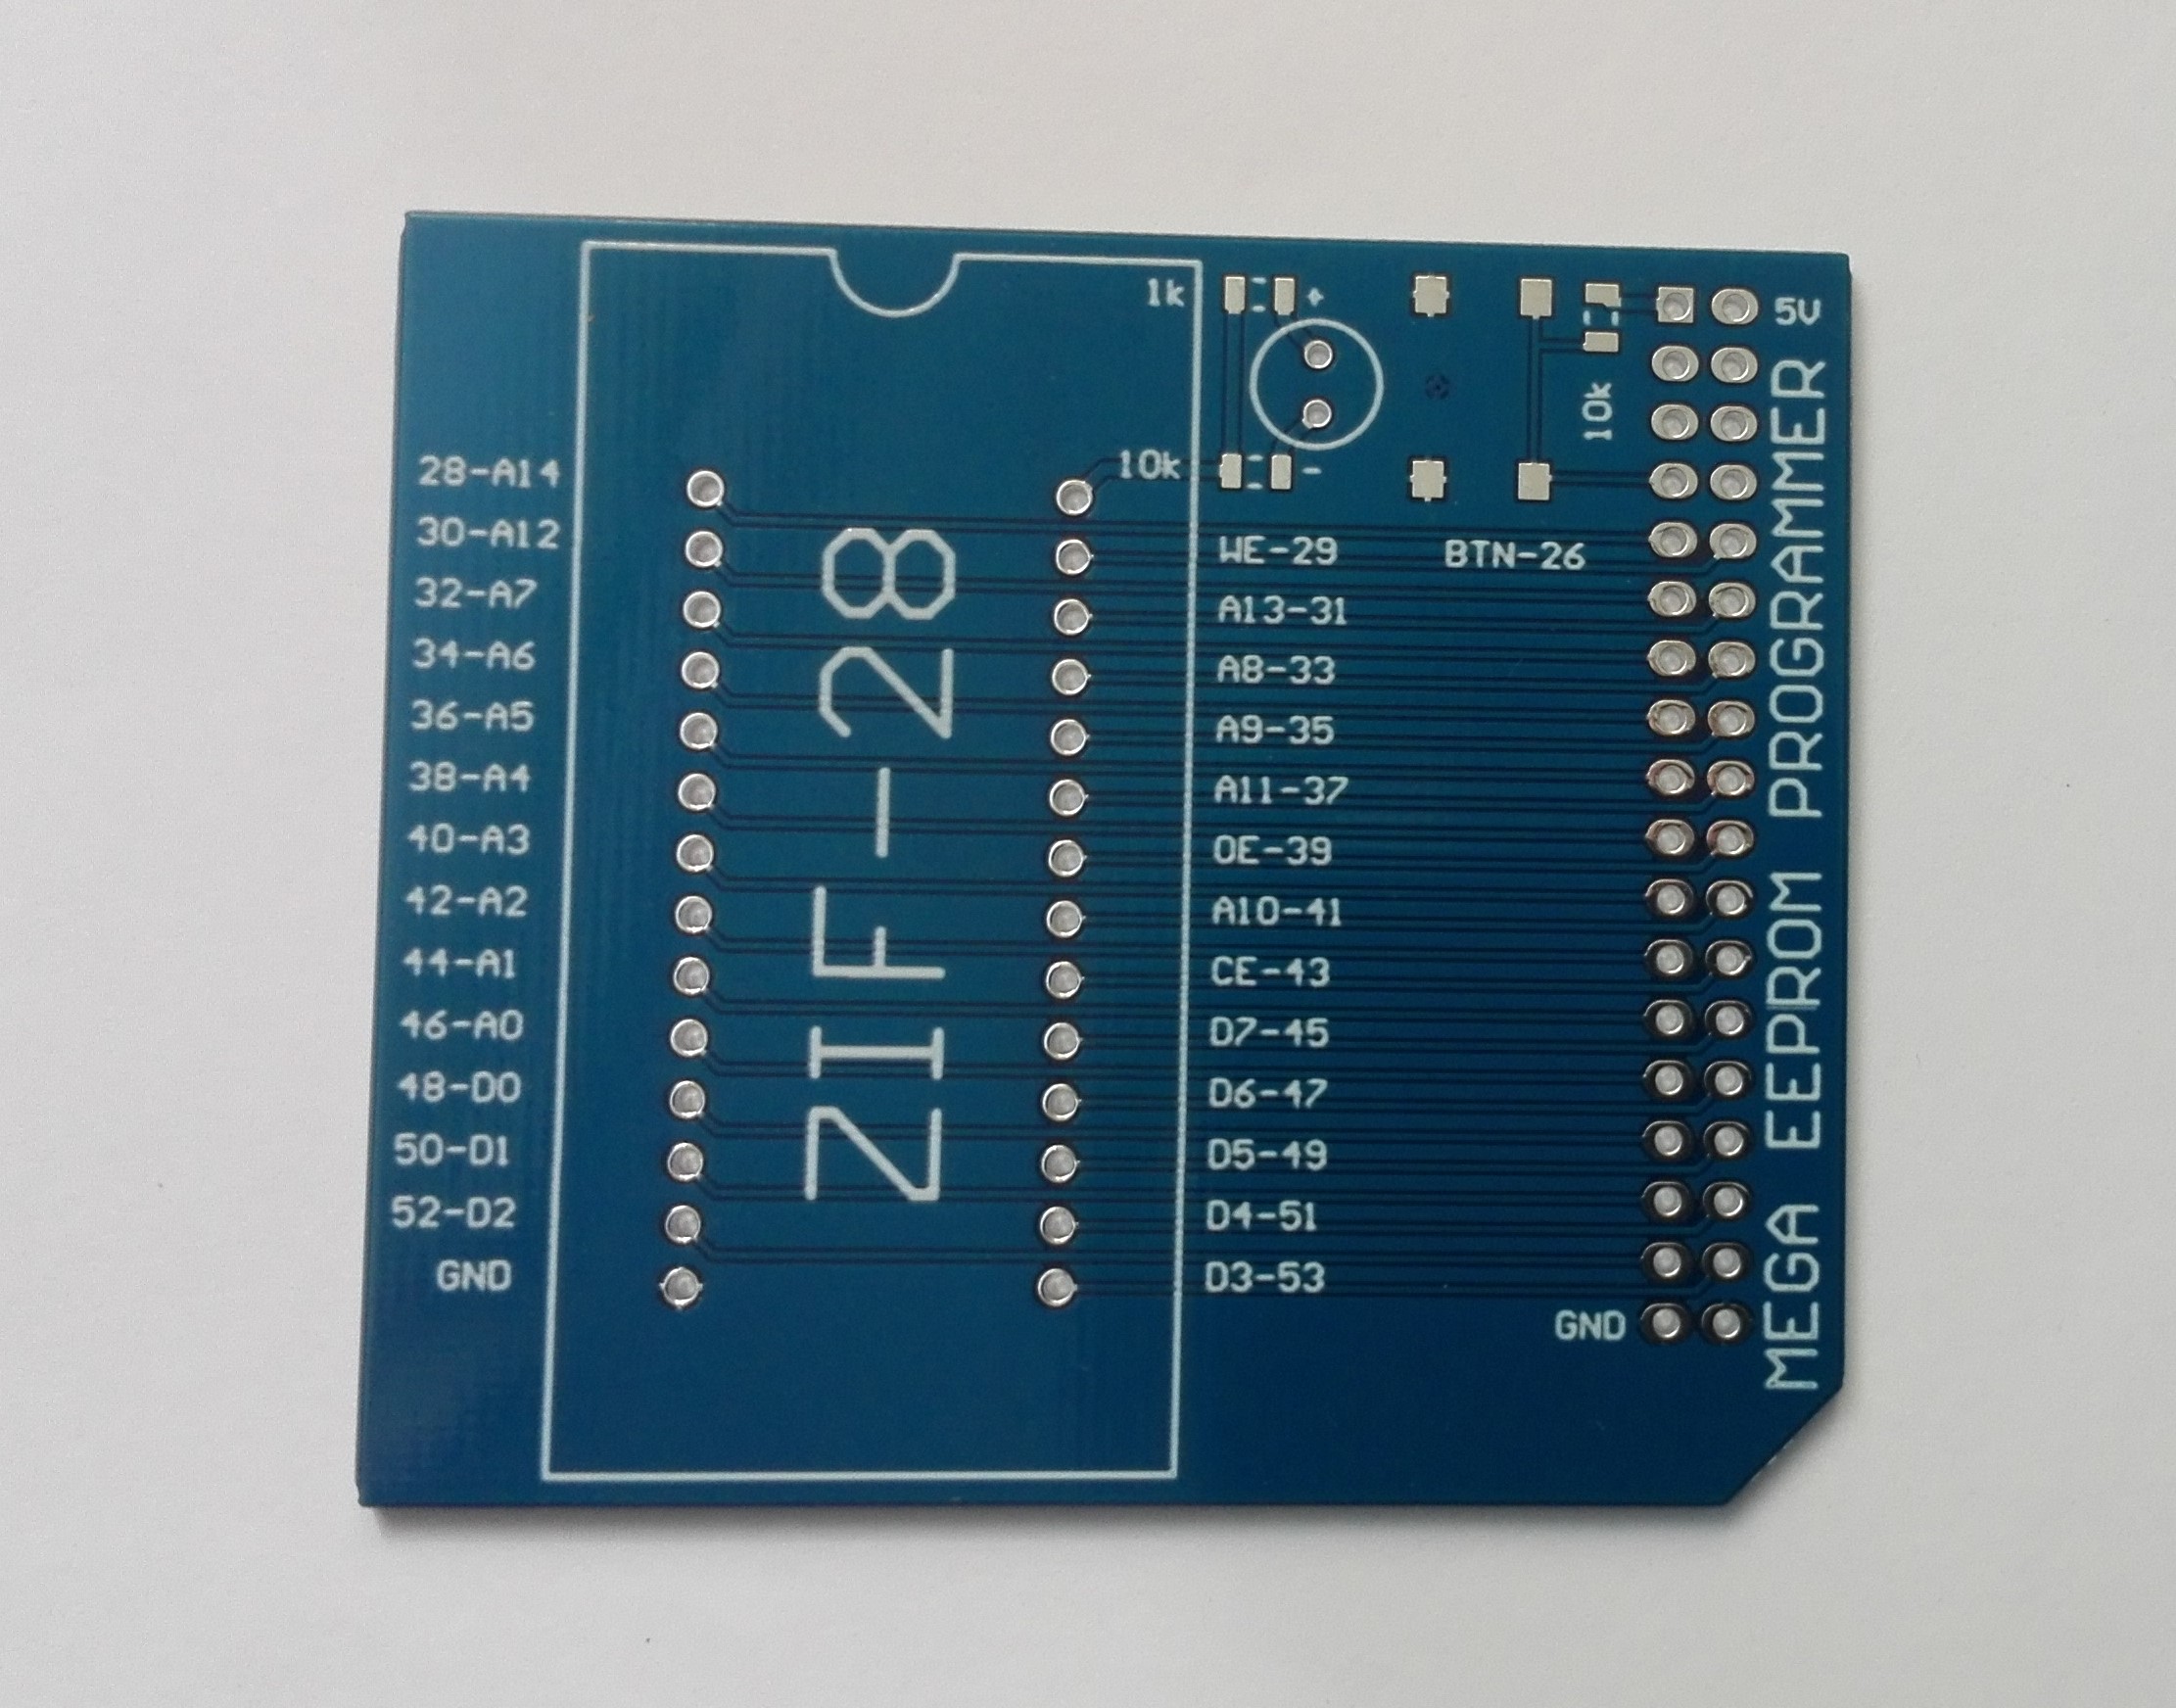 1k
+
5V
10k
28-A14
10k
-
30-A12
WE-29
BTN-26
32-A7
A13-31
34-A6
A8-33
36-A5
A9-35
38-A4
A11-37
40-A3
OE-39
42-A2
A10-41
44-A1
CE-43
46-A0
D7-45
48-D0
D6-47
50-D1
D5-49
52-D2
D4-51
GND
D3-53
GND
ZIF-28
MEGA EEPROM PROGRAMMER